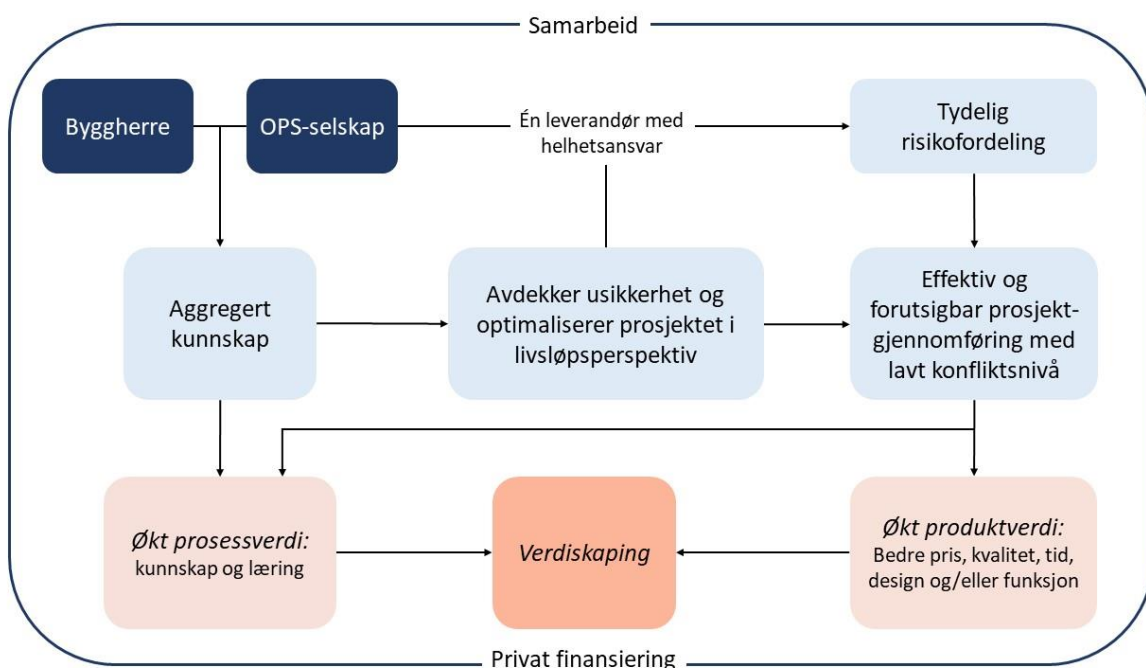 Samarbeid
Byggherre
OPS-selskap
Én leverandør med
helhetsansvar
Tydelig
risikofordeling
Aggregert
kunnskap
Avdekker usikkerhet og
optimaliserer prosjektet i
livsløpsperspektiv
Effektiv og
forutsigbar prosjekt-
gjennomføring med
lavt konfliktsnivå
Økt prosessverdi:
kunnskap og læring
Verdiskaping
Økt produktverdi:
Bedre pris, kvalitet, tid,
design og/eller funksjon
Privat finansiering